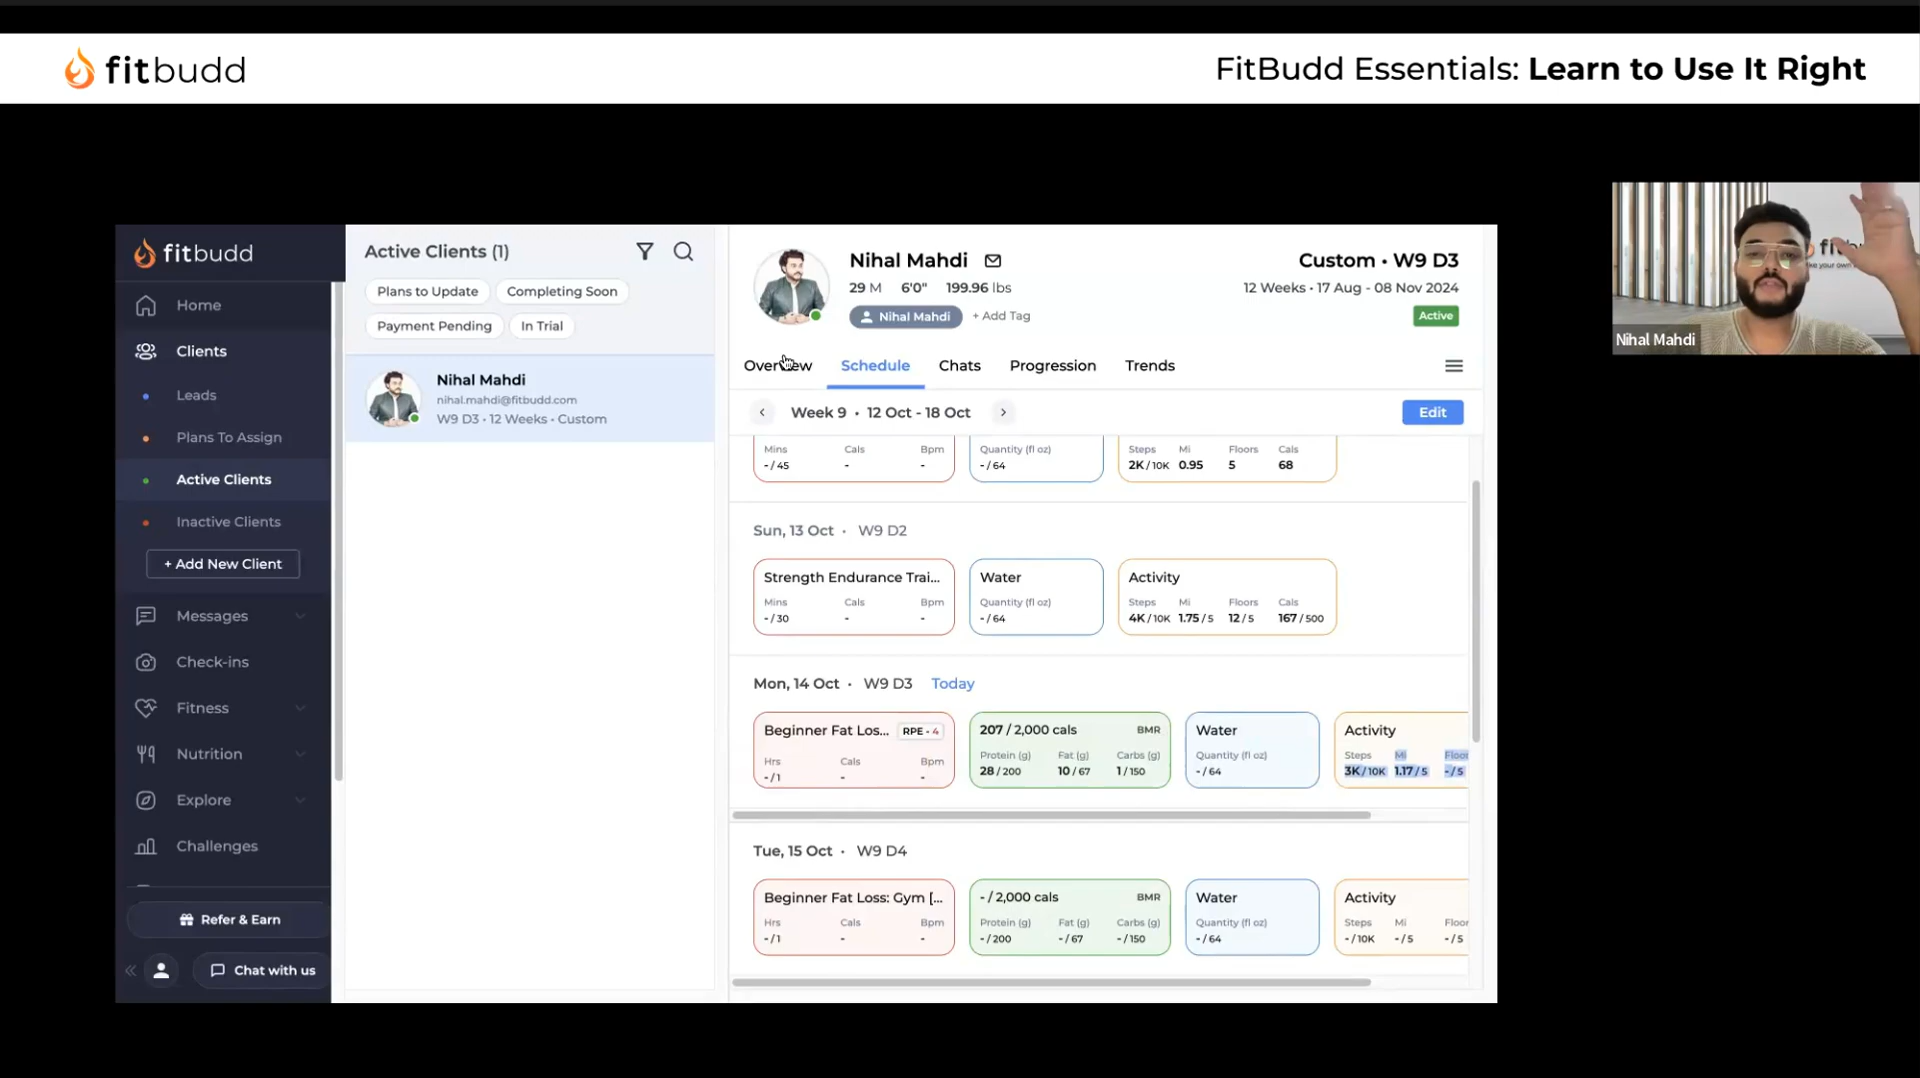 fitbudd
FitBudd Essentials: Learn to Use It Right
fitbudd
Home
Clients
Leads
Plans To Assign
Active Clients
Inactive Clients
+ Add New Client
Messages
Check-ins
Fitness
Nutrition
Explore
Challenges
Refer & Earn
Chat with us
Active Clients (1)
Plans to Update
Completing Soon
Payment Pending
In Trial
Nihal Mahdi
nihal.mahdi@fitbudd.com
W9 D3 • 12 Weeks • Custom
Nihal Mahdi
29 M 6'0" 199.96 lbs
Nihal Mahdi + Add Tag
Custom • W9 D3
12 Weeks • 17 Aug - 08 Nov 2024
Active
Overview Schedule Chats Progression Trends
Week 9 • 12 Oct - 18 Oct
Edit
Mins Cals Bpm
- / 45 - -
Quantity (fl oz)
- / 64
Steps Mi Floors Cals
2K / 10K 0.95 5 68
Sun, 13 Oct • W9 D2
Strength Endurance Trai...
Mins Cals Bpm
- / 30 - -
Water
Quantity (fl oz)
- / 64
Activity
Steps Mi Floors Cals
4K / 10K 1.75 / 5 12 / 5 167 / 500
Mon, 14 Oct • W9 D3 Today
Beginner Fat Los... RPE - 4
Hrs Cals Bpm
- / 1 - -
207 / 2,000 cals BMR
Protein (g) Fat (g) Carbs (g)
28 / 200 10 / 67 1 / 150
Water
Quantity (fl oz)
- / 64
Activity
Steps Mi Floor
3K / 10K 1.17 / 5 - / 5
Tue, 15 Oct • W9 D4
Beginner Fat Loss: Gym [...
Hrs Cals Bpm
- / 1 - -
- / 2,000 cals BMR
Protein (g) Fat (g) Carbs (g)
- / 200 - / 67 - / 150
Water
Quantity (fl oz)
- / 64
Activity
Steps Mi Floor
- / 10K - / 5 - / 5
Nihal Mahdi